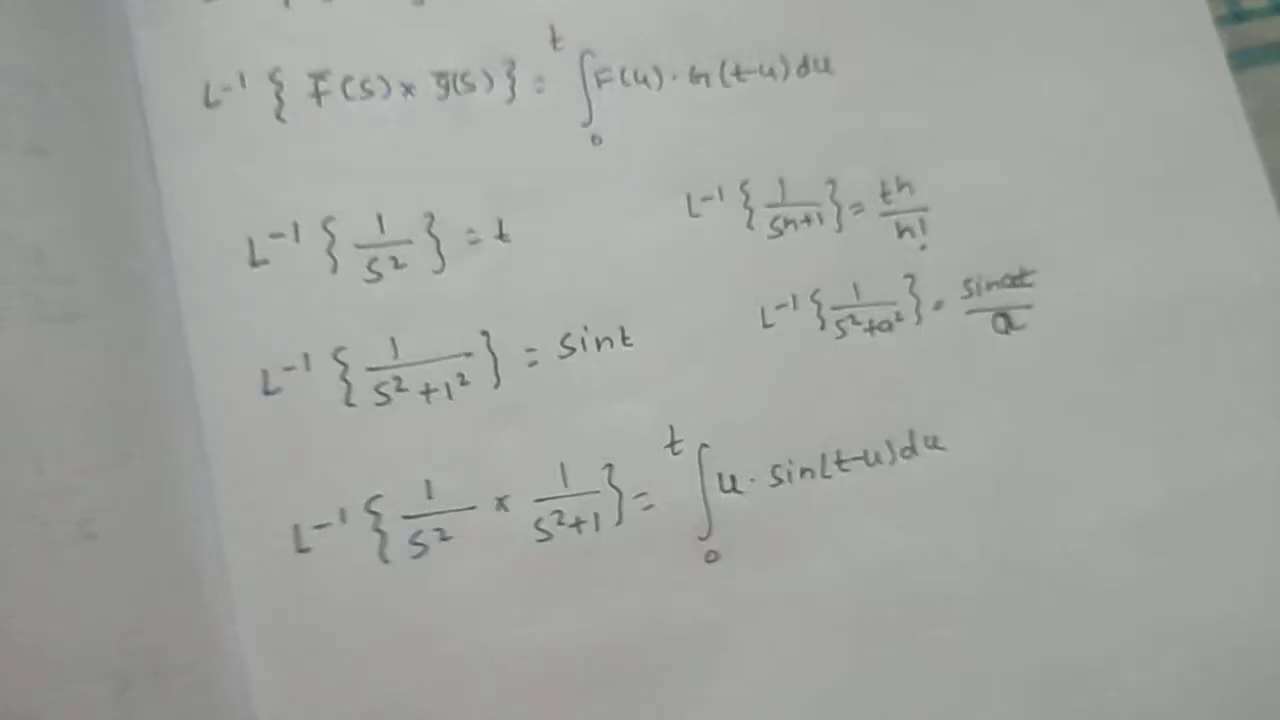 L⁻¹ { F̄(s) × ḡ(s) } = ∫₀ᵗ F(u) · G(t-u) du
L⁻¹ { 1/s² } = t
L⁻¹ { 1/sⁿ⁺¹ } = tⁿ/n!
L⁻¹ { 1/(s²+1²) } = sint
L⁻¹ { 1/(s²+a²) } = sinat/a
L⁻¹ { 1/s² × 1/(s²+1) } = ∫₀ᵗ u · sin(t-u) du